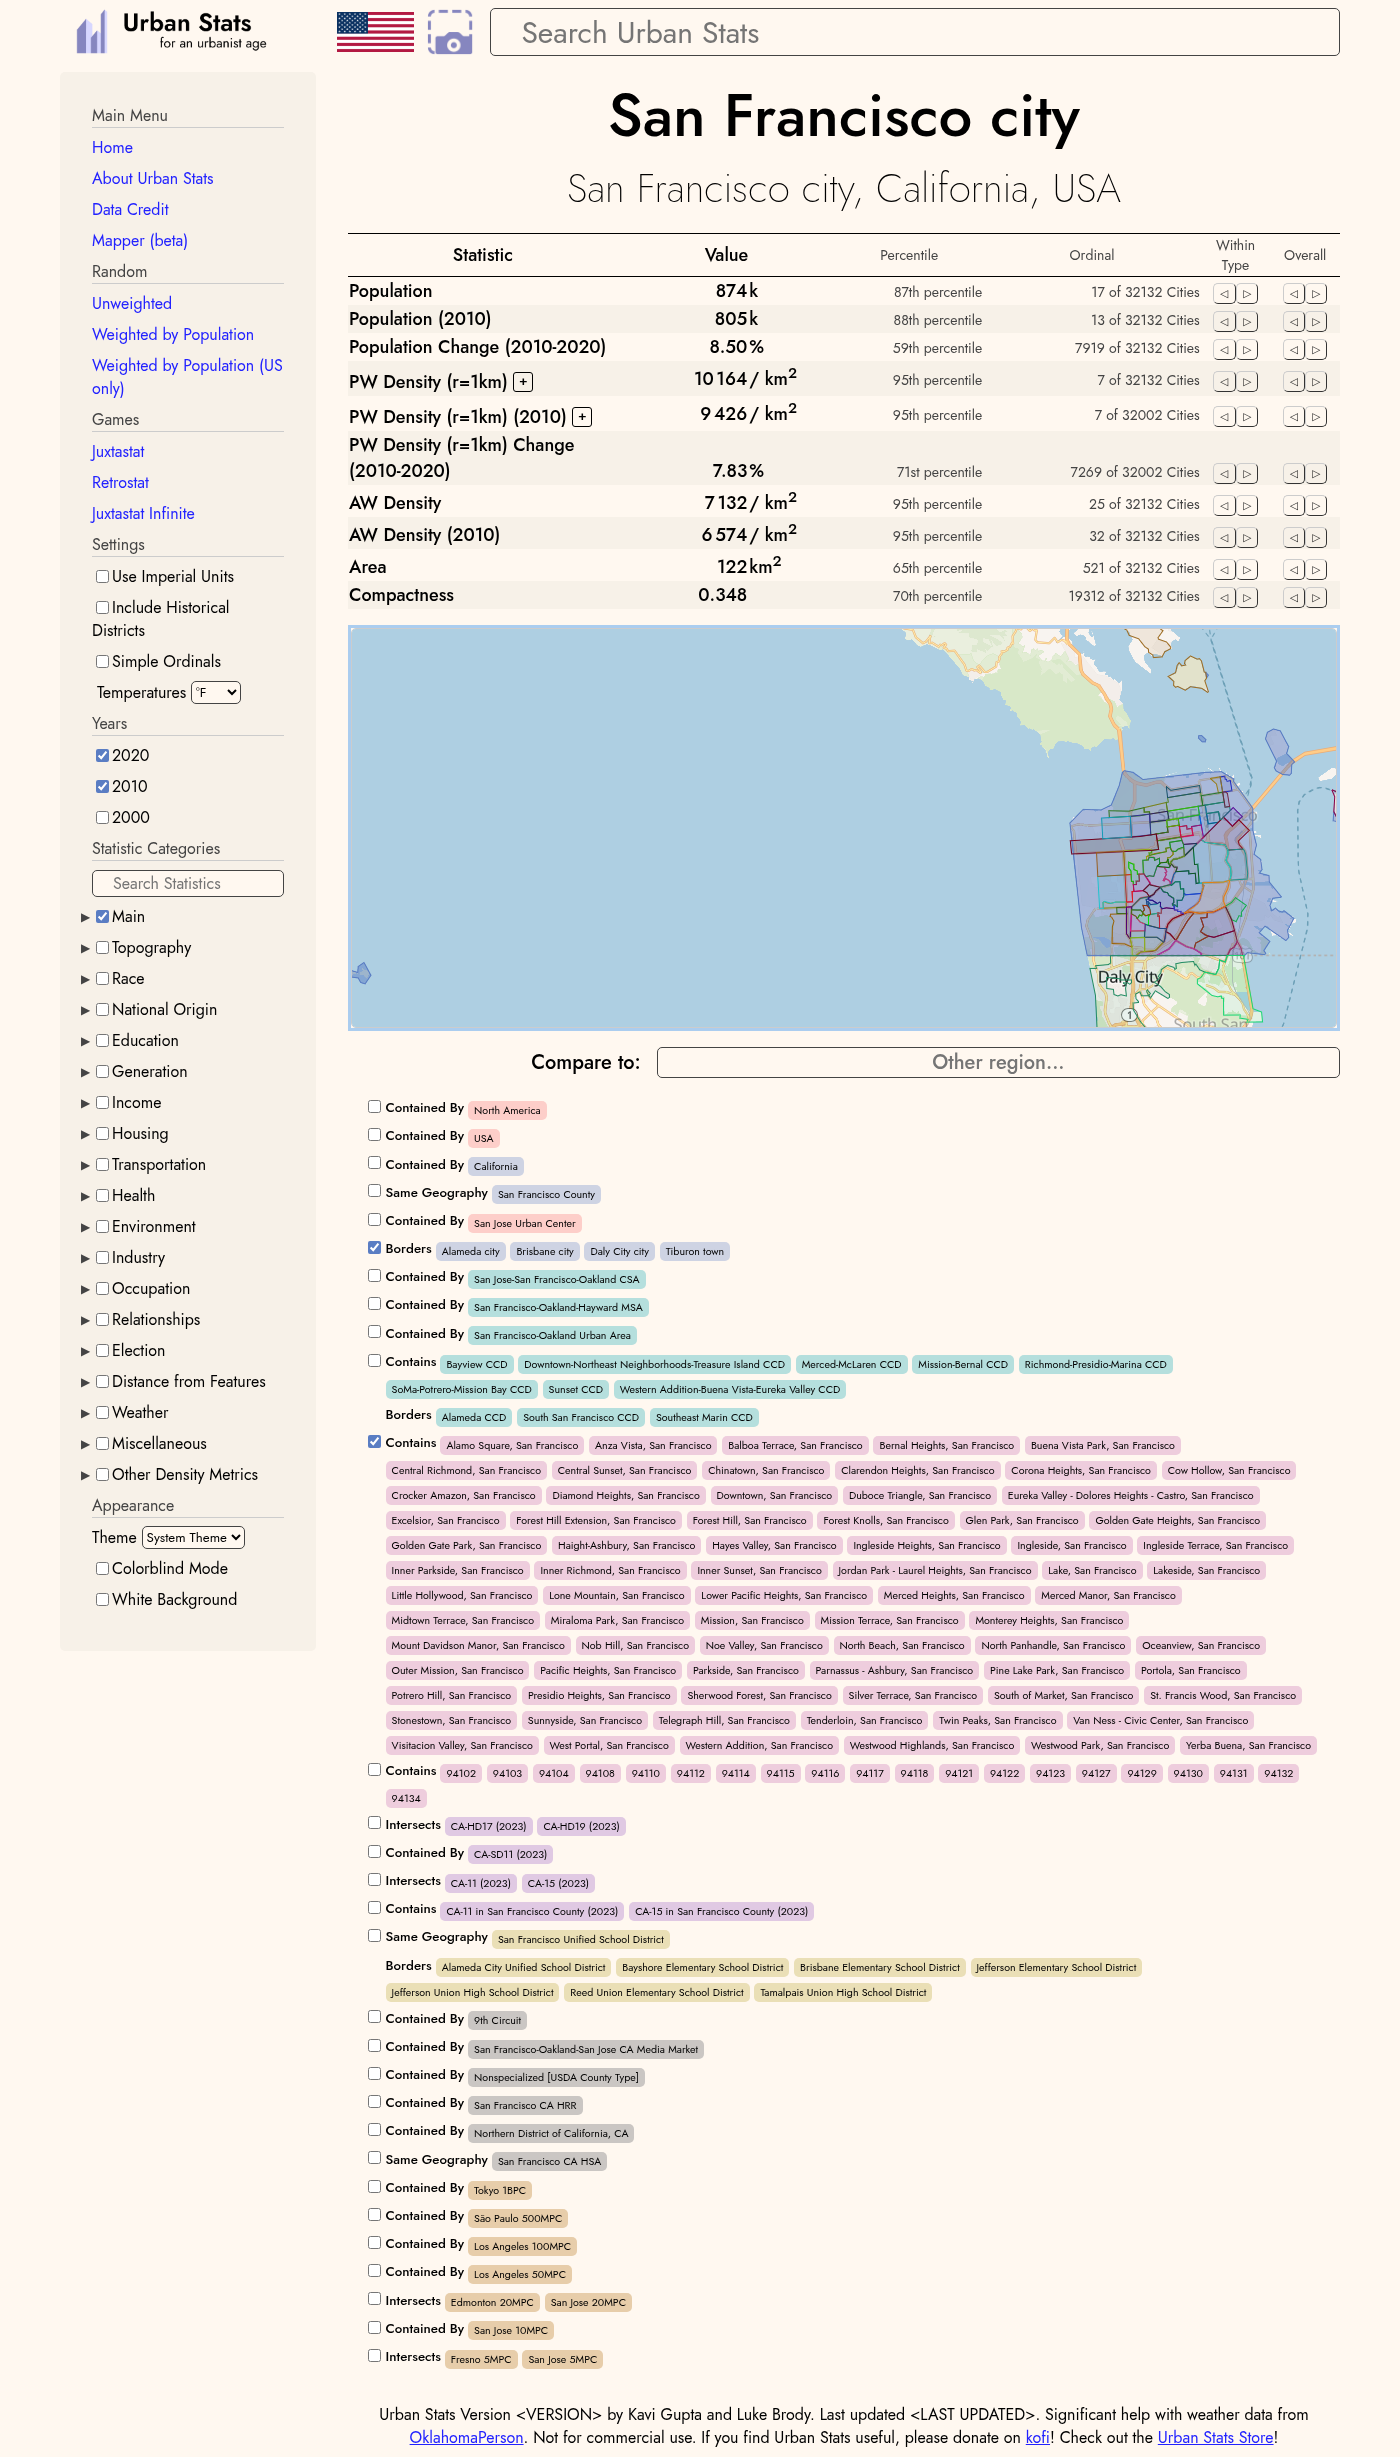 Urban Stats
for an urbanist age
Search Urban Stats
Main Menu
Home
About Urban Stats
Data Credit
Mapper (beta)
Random
Unweighted
Weighted by Population
Weighted by Population (US
only)
Games
Juxtastat
Retrostat
Juxtastat Infinite
Settings
Use Imperial Units
Include Historical
Districts
Simple Ordinals
Temperatures °F
Years
2020
2010
2000
Statistic Categories
Search Statistics
Main
Topography
Race
National Origin
Education
Generation
Income
Housing
Transportation
Health
Environment
Industry
Occupation
Relationships
Election
Distance from Features
Weather
Miscellaneous
Other Density Metrics
Appearance
Theme System Theme
Colorblind Mode
White Background
San Francisco city
San Francisco city, California, USA
Statistic Value Percentile Ordinal Within Type Overall
Population 874k 87th percentile 17 of 32132 Cities
Population (2010) 805k 88th percentile 13 of 32132 Cities
Population Change (2010-2020) 8.50% 59th percentile 7919 of 32132 Cities
PW Density (r=1km) + 10 164/ km2 95th percentile 7 of 32132 Cities
PW Density (r=1km) (2010) + 9 426/ km2 95th percentile 7 of 32002 Cities
PW Density (r=1km) Change
(2010-2020) 7.83% 71st percentile 7269 of 32002 Cities
AW Density 7 132/ km2 95th percentile 25 of 32132 Cities
AW Density (2010) 6 574/ km2 95th percentile 32 of 32132 Cities
Area 122km2 65th percentile 521 of 32132 Cities
Compactness 0.348 70th percentile 19312 of 32132 Cities
San Francisco
Daly City
1
South San
Compare to: Other region...
Contained By North America
Contained By USA
Contained By California
Same Geography San Francisco County
Contained By San Jose Urban Center
Borders Alameda city Brisbane city Daly City city Tiburon town
Contained By San Jose-San Francisco-Oakland CSA
Contained By San Francisco-Oakland-Hayward MSA
Contained By San Francisco-Oakland Urban Area
Contains Bayview CCD Downtown-Northeast Neighborhoods-Treasure Island CCD Merced-McLaren CCD Mission-Bernal CCD Richmond-Presidio-Marina CCD
SoMa-Potrero-Mission Bay CCD Sunset CCD Western Addition-Buena Vista-Eureka Valley CCD
Borders Alameda CCD South San Francisco CCD Southeast Marin CCD
Contains Alamo Square, San Francisco Anza Vista, San Francisco Balboa Terrace, San Francisco Bernal Heights, San Francisco Buena Vista Park, San Francisco
Central Richmond, San Francisco Central Sunset, San Francisco Chinatown, San Francisco Clarendon Heights, San Francisco Corona Heights, San Francisco Cow Hollow, San Francisco
Crocker Amazon, San Francisco Diamond Heights, San Francisco Downtown, San Francisco Duboce Triangle, San Francisco Eureka Valley - Dolores Heights - Castro, San Francisco
Excelsior, San Francisco Forest Hill Extension, San Francisco Forest Hill, San Francisco Forest Knolls, San Francisco Glen Park, San Francisco Golden Gate Heights, San Francisco
Golden Gate Park, San Francisco Haight-Ashbury, San Francisco Hayes Valley, San Francisco Ingleside Heights, San Francisco Ingleside, San Francisco Ingleside Terrace, San Francisco
Inner Parkside, San Francisco Inner Richmond, San Francisco Inner Sunset, San Francisco Jordan Park - Laurel Heights, San Francisco Lake, San Francisco Lakeside, San Francisco
Little Hollywood, San Francisco Lone Mountain, San Francisco Lower Pacific Heights, San Francisco Merced Heights, San Francisco Merced Manor, San Francisco
Midtown Terrace, San Francisco Miraloma Park, San Francisco Mission, San Francisco Mission Terrace, San Francisco Monterey Heights, San Francisco
Mount Davidson Manor, San Francisco Nob Hill, San Francisco Noe Valley, San Francisco North Beach, San Francisco North Panhandle, San Francisco Oceanview, San Francisco
Outer Mission, San Francisco Pacific Heights, San Francisco Parkside, San Francisco Parnassus - Ashbury, San Francisco Pine Lake Park, San Francisco Portola, San Francisco
Potrero Hill, San Francisco Presidio Heights, San Francisco Sherwood Forest, San Francisco Silver Terrace, San Francisco South of Market, San Francisco St. Francis Wood, San Francisco
Stonestown, San Francisco Sunnyside, San Francisco Telegraph Hill, San Francisco Tenderloin, San Francisco Twin Peaks, San Francisco Van Ness - Civic Center, San Francisco
Visitacion Valley, San Francisco West Portal, San Francisco Western Addition, San Francisco Westwood Highlands, San Francisco Westwood Park, San Francisco Yerba Buena, San Francisco
Contains 94102 94103 94104 94108 94110 94112 94114 94115 94116 94117 94118 94121 94122 94123 94127 94129 94130 94131 94132
94134
Intersects CA-HD17 (2023) CA-HD19 (2023)
Contained By CA-SD11 (2023)
Intersects CA-11 (2023) CA-15 (2023)
Contains CA-11 in San Francisco County (2023) CA-15 in San Francisco County (2023)
Same Geography San Francisco Unified School District
Borders Alameda City Unified School District Bayshore Elementary School District Brisbane Elementary School District Jefferson Elementary School District
Jefferson Union High School District Reed Union Elementary School District Tamalpais Union High School District
Contained By 9th Circuit
Contained By San Francisco-Oakland-San Jose CA Media Market
Contained By Nonspecialized [USDA County Type]
Contained By San Francisco CA HRR
Contained By Northern District of California, CA
Same Geography San Francisco CA HSA
Contained By Tokyo 1BPC
Contained By São Paulo 500MPC
Contained By Los Angeles 100MPC
Contained By Los Angeles 50MPC
Intersects Edmonton 20MPC San Jose 20MPC
Contained By San Jose 10MPC
Intersects Fresno 5MPC San Jose 5MPC
Urban Stats Version <VERSION> by Kavi Gupta and Luke Brody. Last updated <LAST UPDATED>. Significant help with weather data from
OklahomaPerson. Not for commercial use. If you find Urban Stats useful, please donate on kofi! Check out the Urban Stats Store!